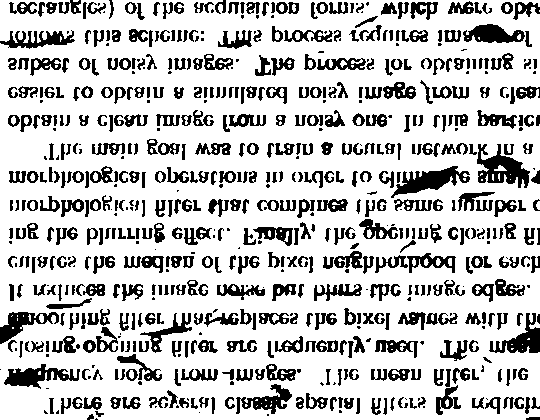 There are several classic spatial filters for reducin
frequency noise from images. The mean filter, the
closing opening filter are frequently used. The mean
smoothing filter that replaces the pixel values with the
It reduces the image noise but blurs the image edges.
culates the median of the pixel neighborhood for each
ing the blurring effect. Finally, the opening closing fil
morphological filter that combines the same number o
morphological operations in order to eliminate small
The main goal was to train a neural network in a
obtain a clean image from a noisy one. In this particu
easier to obtain a simulated noisy image from a clean
subset of noisy images. The process for obtaining si
follows this scheme: This process requires images of
rectangles) of the acquisition forms, which were obta